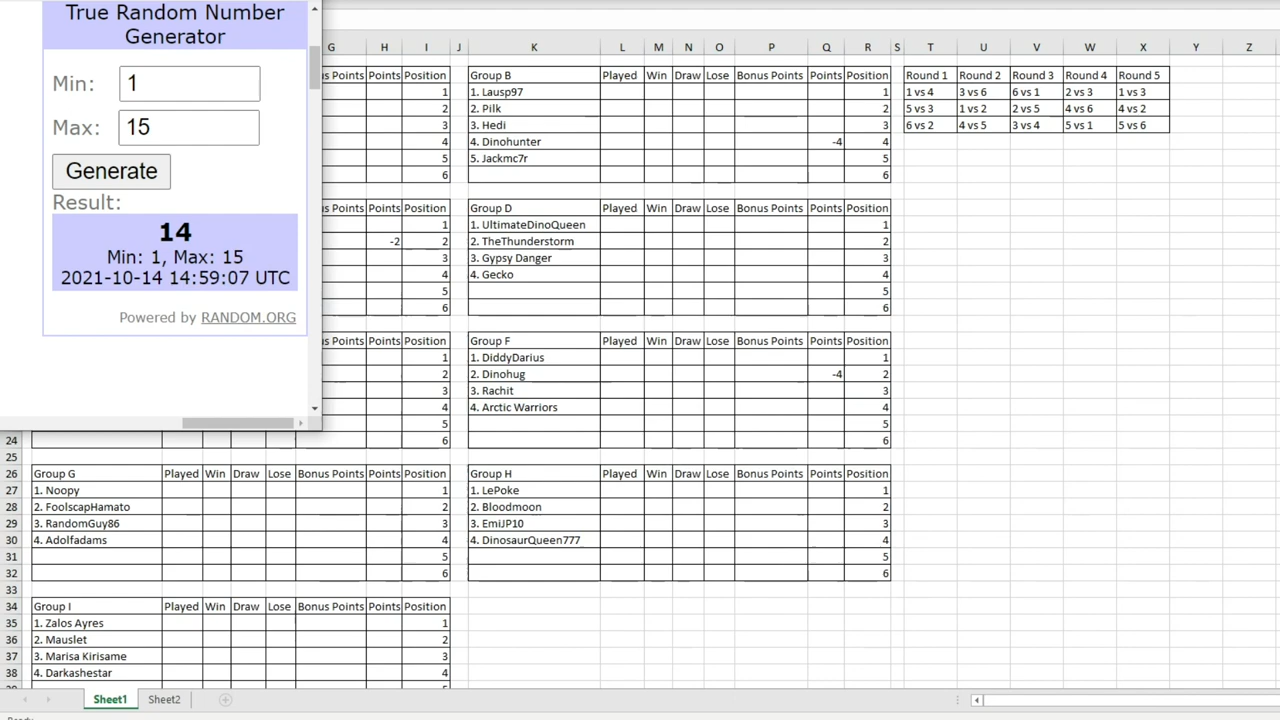 True Random Number
Generator
Min: 1
Max: 15
Generate
Result:
14
Min: 1, Max: 15
2021-10-14 14:59:07 UTC
Powered by RANDOM.ORG
G H I J K L M N O P Q R S T U V W X Y Z
Points Points Position
1
2
3
4
5
6
Group B Played Win Draw Lose Bonus Points Points Position
1. Lausp97 1
2. Pilk 2
3. Hedi 3
4. Dinohunter -4 4
5. Jackmc7r 5
6
Round 1 Round 2 Round 3 Round 4 Round 5
1 vs 4 3 vs 6 6 vs 1 2 vs 3 1 vs 3
5 vs 3 1 vs 2 2 vs 5 4 vs 6 4 vs 2
6 vs 2 4 vs 5 3 vs 4 5 vs 1 5 vs 6
Points Points Position
1
-2 2
3
4
5
6
Group D Played Win Draw Lose Bonus Points Points Position
1. UltimateDinoQueen 1
2. TheThunderstorm 2
3. Gypsy Danger 3
4. Gecko 4
5
6
Points Points Position
1
2
3
4
5
24 6
Group F Played Win Draw Lose Bonus Points Points Position
1. DiddyDarius 1
2. Dinohug -4 2
3. Rachit 3
4. Arctic Warriors 4
5
6
25
26 Group G Played Win Draw Lose Bonus Points Points Position
27 1. Noopy 1
28 2. FoolscapHamato 2
29 3. RandomGuy86 3
30 4. Adolfadams 4
31 5
32 6
Group H Played Win Draw Lose Bonus Points Points Position
1. LePoke 1
2. Bloodmoon 2
3. EmiJP10 3
4. DinosaurQueen777 4
5
6
33
34 Group I Played Win Draw Lose Bonus Points Points Position
35 1. Zalos Ayres 1
36 2. Mauslet 2
37 3. Marisa Kirisame 3
38 4. Darkashestar 4
Sheet1 Sheet2